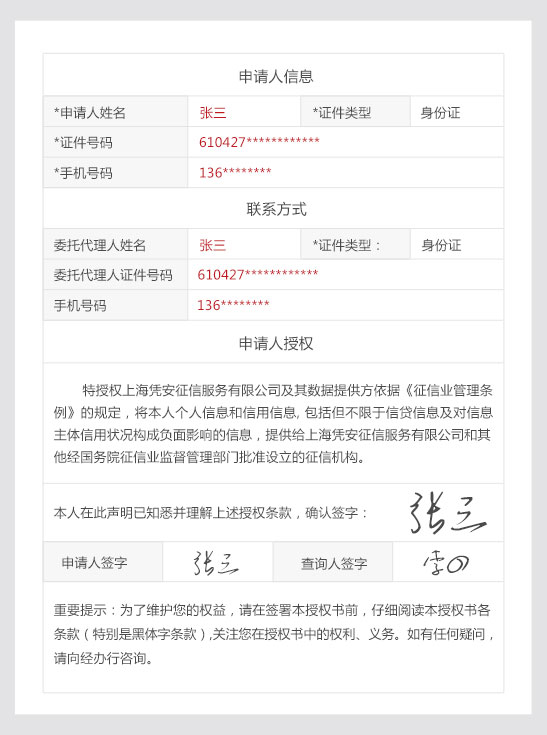 申请人信息
*申请人姓名 张三 *证件类型 身份证
*证件号码 610427************
*手机号码 136********
联系方式
委托代理人姓名 张三 *证件类型： 身份证
委托代理人证件号码 610427************
手机号码 136********
申请人授权
特授权上海凭安征信服务有限公司及其数据提供方依据《征信业管理条
例》的规定，将本人个人信息和信用信息, 包括但不限于信贷信息及对信息
主体信用状况构成负面影响的信息，提供给上海凭安征信服务有限公司和其
他经国务院征信业监督管理部门批准设立的征信机构。
本人在此声明已知悉并理解上述授权条款，确认签字： 张三
申请人签字 张三 查询人签字 李四
重要提示：为了维护您的权益，请在签署本授权书前，仔细阅读本授权书各
条款（特别是黑体字条款）,关注您在授权书中的权利、义务。如有任何疑问，
请向经办行咨询。